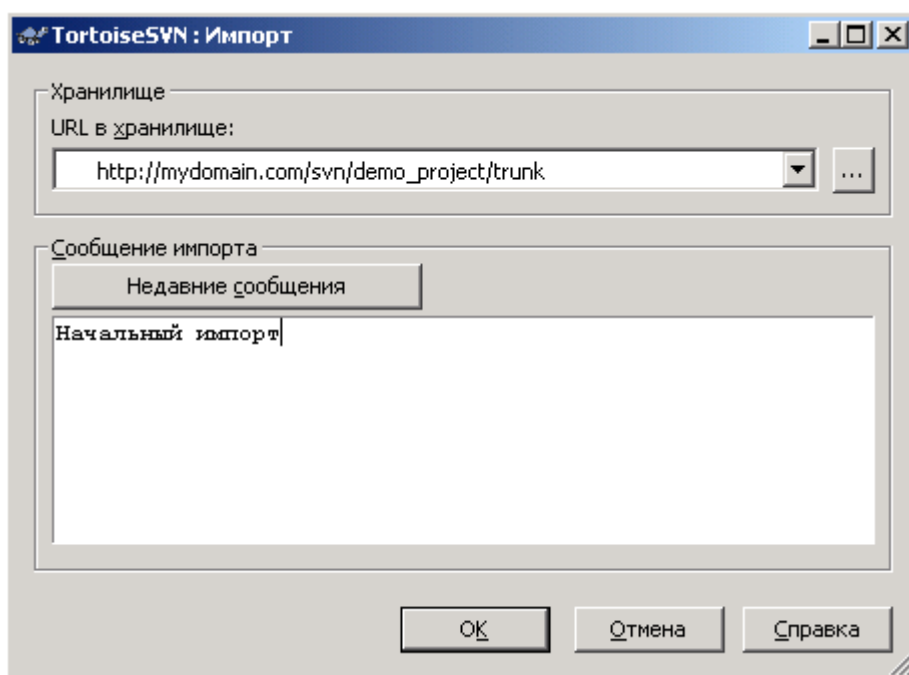 TortoiseSVN : Импорт
Хранилище
URL в хранилище:
http://mydomain.com/svn/demo_project/trunk
...
Сообщение импорта
Недавние сообщения
Начальный импорт
OK
Отмена
Справка